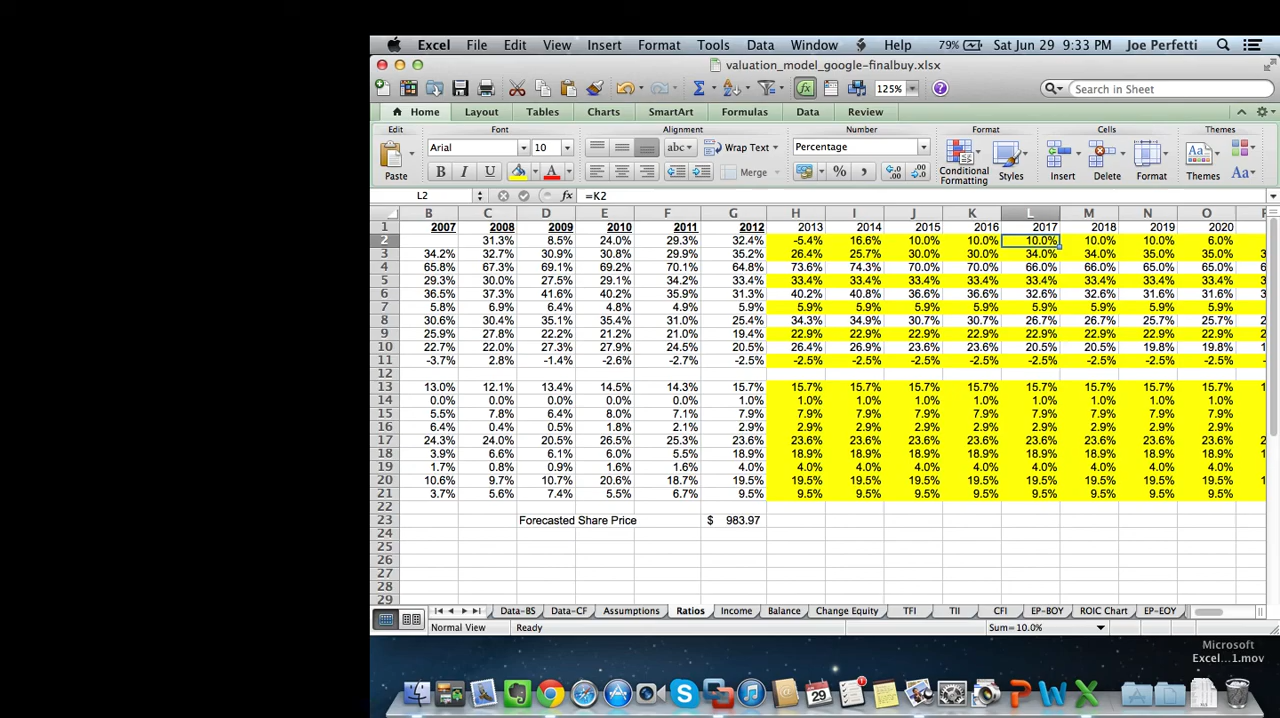 Excel File Edit View Insert Format Tools Data Window Help 79% Sat Jun 29 9:33 PM Joe Perfetti
valuation_model_google-finalbuy.xlsx
125% Search in Sheet
Home Layout Tables Charts SmartArt Formulas Data Review
Edit Font Alignment Number Format Cells Themes
Arial 10 abc Wrap Text Percentage
Paste B I U A Merge % Conditional Formatting Styles Insert Delete Format Themes Aa
L2 fx =K2
B C D E F G H I J K L M N O
1 2007 2008 2009 2010 2011 2012 2013 2014 2015 2016 2017 2018 2019 2020
2 31.3% 8.5% 24.0% 29.3% 32.4% -5.4% 16.6% 10.0% 10.0% 10.0% 10.0% 10.0% 6.0%
3 34.2% 32.7% 30.9% 30.8% 29.9% 35.2% 26.4% 25.7% 30.0% 30.0% 34.0% 34.0% 35.0% 35.0% 3
4 65.8% 67.3% 69.1% 69.2% 70.1% 64.8% 73.6% 74.3% 70.0% 70.0% 66.0% 66.0% 65.0% 65.0% 6
5 29.3% 30.0% 27.5% 29.1% 34.2% 33.4% 33.4% 33.4% 33.4% 33.4% 33.4% 33.4% 33.4% 33.4% 3
6 36.5% 37.3% 41.6% 40.2% 35.9% 31.3% 40.2% 40.8% 36.6% 36.6% 32.6% 32.6% 31.6% 31.6% 3
7 5.8% 6.9% 6.4% 4.8% 4.9% 5.9% 5.9% 5.9% 5.9% 5.9% 5.9% 5.9% 5.9% 5.9%
8 30.6% 30.4% 35.1% 35.4% 31.0% 25.4% 34.3% 34.9% 30.7% 30.7% 26.7% 26.7% 25.7% 25.7% 2
9 25.9% 27.8% 22.2% 21.2% 21.0% 19.4% 22.9% 22.9% 22.9% 22.9% 22.9% 22.9% 22.9% 22.9% 2
10 22.7% 22.0% 27.3% 27.9% 24.5% 20.5% 26.4% 26.9% 23.6% 23.6% 20.5% 20.5% 19.8% 19.8% 1
11 -3.7% 2.8% -1.4% -2.6% -2.7% -2.5% -2.5% -2.5% -2.5% -2.5% -2.5% -2.5% -2.5% -2.5%
12
13 13.0% 12.1% 13.4% 14.5% 14.3% 15.7% 15.7% 15.7% 15.7% 15.7% 15.7% 15.7% 15.7% 15.7% 1
14 0.0% 0.0% 0.0% 0.0% 0.0% 1.0% 1.0% 1.0% 1.0% 1.0% 1.0% 1.0% 1.0% 1.0%
15 5.5% 7.8% 6.4% 8.0% 7.1% 7.9% 7.9% 7.9% 7.9% 7.9% 7.9% 7.9% 7.9% 7.9%
16 6.4% 0.4% 0.5% 1.8% 2.1% 2.9% 2.9% 2.9% 2.9% 2.9% 2.9% 2.9% 2.9% 2.9%
17 24.3% 24.0% 20.5% 26.5% 25.3% 23.6% 23.6% 23.6% 23.6% 23.6% 23.6% 23.6% 23.6% 23.6% 2
18 3.9% 6.6% 6.1% 6.0% 5.5% 18.9% 18.9% 18.9% 18.9% 18.9% 18.9% 18.9% 18.9% 18.9% 1
19 1.7% 0.8% 0.9% 1.6% 1.6% 4.0% 4.0% 4.0% 4.0% 4.0% 4.0% 4.0% 4.0% 4.0%
20 10.6% 9.7% 10.7% 20.6% 18.7% 19.5% 19.5% 19.5% 19.5% 19.5% 19.5% 19.5% 19.5% 19.5% 1
21 3.7% 5.6% 7.4% 5.5% 6.7% 9.5% 9.5% 9.5% 9.5% 9.5% 9.5% 9.5% 9.5% 9.5%
22
23 Forecasted Share Price $ 983.97
24
25
26
27
28
29
Data-BS Data-CF Assumptions Ratios Income Balance Change Equity TFI TII CFI EP-BOY ROIC Chart EP-EOY
Normal View Ready Sum=10.0%
Microsoft
Excel...1.mov
29 1